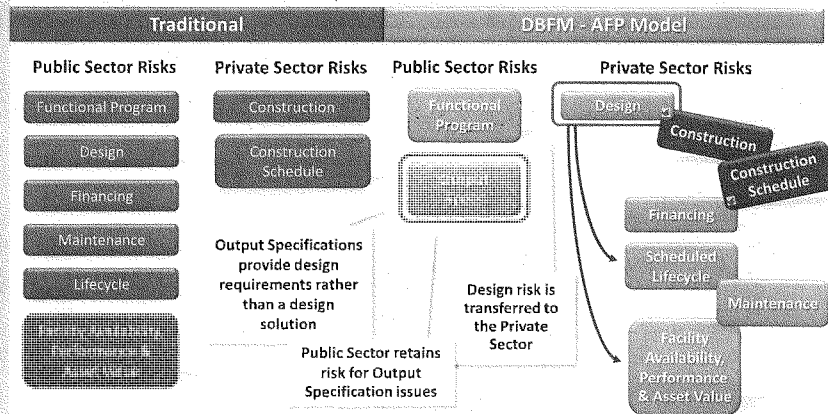 Traditional
DBFM - AFP Model
Public Sector Risks
Private Sector Risks
Public Sector Risks
Private Sector Risks
Functional Program
Design
Financing
Maintenance
Lifecycle
Performance &
Construction
Construction
Schedule
Output Specifications
provide design
requirements rather
than a design
solution
Public Sector retains
risk for Output
Specification issues
Functional
Program
Design risk is
transferred to
the Private
Sector
Design
Construction
Construction
Schedule
Financing
Scheduled
Lifecycle
Maintenance
Facility
Availability,
Performance
& Asset Value